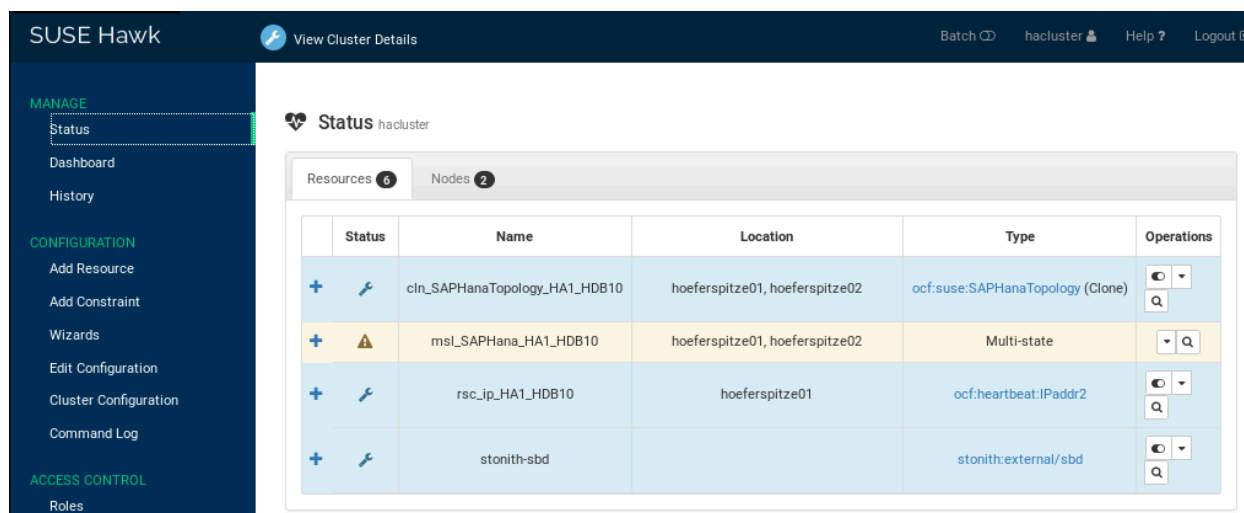 SUSE Hawk
View Cluster Details
Batch hacluster Help ? Logout
MANAGE
Status
Dashboard
History
CONFIGURATION
Add Resource
Add Constraint
Wizards
Edit Configuration
Cluster Configuration
Command Log
ACCESS CONTROL
Roles
Status hacluster
Resources 6 Nodes 2
Status Name Location Type Operations
cln_SAPHanaTopology_HA1_HDB10 hoeferspitze01, hoeferspitze02 ocf:suse:SAPHanaTopology (Clone)
msl_SAPHana_HA1_HDB10 hoeferspitze01, hoeferspitze02 Multi-state
rsc_ip_HA1_HDB10 hoeferspitze01 ocf:heartbeat:IPaddr2
stonith-sbd stonith:external/sbd